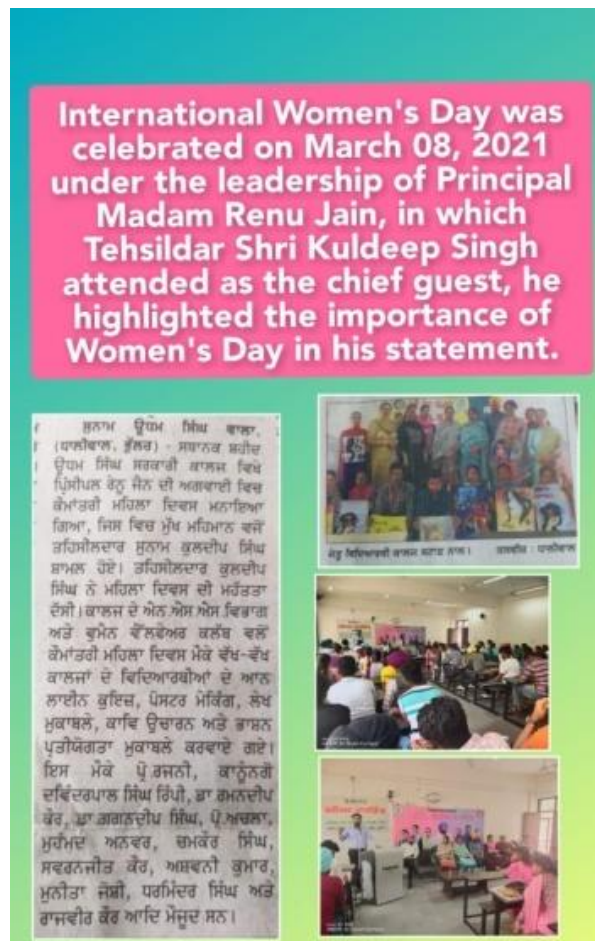 International Women's Day was
celebrated on March 08, 2021
under the leadership of Principal
Madam Renu Jain, in which
Tehsildar Shri Kuldeep Singh
attended as the chief guest, he
highlighted the importance of
Women's Day in his statement.
ਸੁਨਾਮ ਊਧਮ ਸਿੰਘ ਵਾਲਾ,
(ਧਾਲੀਵਾਲ, ਭੁੱਲਰ) - ਸਥਾਨਕ ਸ਼ਹੀਦ
ਊਧਮ ਸਿੰਘ ਸਰਕਾਰੀ ਕਾਲਜ ਵਿਖੇ
ਪ੍ਰਿੰਸੀਪਲ ਰੇਨੂ ਜੈਨ ਦੀ ਅਗਵਾਈ ਵਿਚ
ਕੌਮਾਂਤਰੀ ਮਹਿਲਾ ਦਿਵਸ ਮਨਾਇਆ
ਗਿਆ, ਜਿਸ ਵਿਚ ਮੁੱਖ ਮਹਿਮਾਨ ਵਜੋਂ
ਤਹਿਸੀਲਦਾਰ ਸੁਨਾਮ ਕੁਲਦੀਪ ਸਿੰਘ
ਸ਼ਾਮਲ ਹੋਏ। ਤਹਿਸੀਲਦਾਰ ਕੁਲਦੀਪ
ਸਿੰਘ ਨੇ ਮਹਿਲਾ ਦਿਵਸ ਦੀ ਮਹੱਤਤਾ
ਦੱਸੀ। ਕਾਲਜ ਦੇ ਐਨ.ਐਸ.ਐਸ ਵਿਭਾਗ
ਅਤੇ ਵੁਮੈਨ ਵੈੱਲਫੇਅਰ ਕਲੱਬ ਵਲੋਂ
ਕੌਮਾਂਤਰੀ ਮਹਿਲਾ ਦਿਵਸ ਮੌਕੇ ਵੱਖ-ਵੱਖ
ਕਾਲਜਾਂ ਦੇ ਵਿਦਿਆਰਥੀਆਂ ਦੇ ਆਨ
ਲਾਈਨ ਕੁਇਜ਼, ਪੋਸਟਰ ਮੇਕਿੰਗ, ਲੇਖ
ਮੁਕਾਬਲੇ, ਕਾਵਿ ਉਚਾਰਨ ਅਤੇ ਭਾਸ਼ਨ
ਪ੍ਰਤੀਯੋਗਤਾ ਮੁਕਾਬਲੇ ਕਰਵਾਏ ਗਏ।
ਇਸ ਮੌਕੇ ਪ੍ਰੋ.ਰਜਨੀ, ਕਾਨੂੰਨਗੋ
ਦਵਿੰਦਰਪਾਲ ਸਿੰਘ ਰਿੰਪੀ, ਡਾ.ਰਮਨਦੀਪ
ਕੌਰ, ਡਾ.ਗਗਨਦੀਪ ਸਿੰਘ, ਪ੍ਰੋ.ਅਚਲਾ,
ਮੁਹੰਮਦ ਅਨਵਰ, ਚਮਕੌਰ ਸਿੰਘ,
ਸਵਰਨਜੀਤ ਕੌਰ, ਅਸ਼ਵਨੀ ਕੁਮਾਰ,
ਮੁਨੀਤਾ ਜੋਸ਼ੀ, ਧਰਮਿੰਦਰ ਸਿੰਘ ਅਤੇ
ਰਾਜਵੀਰ ਕੌਰ ਆਦਿ ਮੌਜੂਦ ਸਨ।
ਜੇਤੂ ਵਿਦਿਆਰਥੀ ਕਾਲਜ ਸਟਾਫ ਨਾਲ। ਤਸਵੀਰ : ਧਾਲੀਵਾਲ